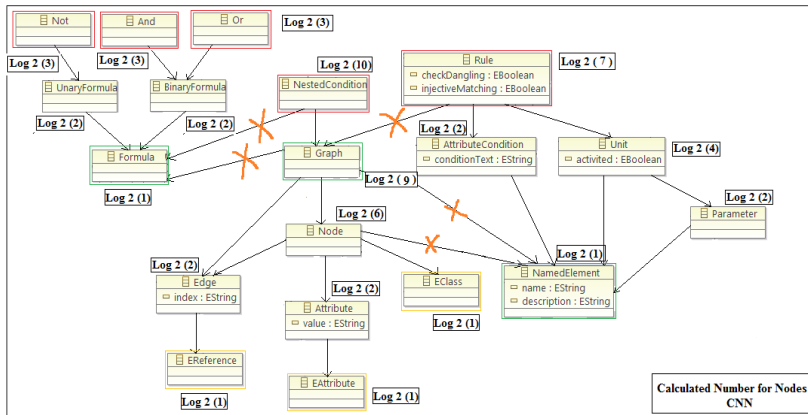 Not
And
Or
Log 2 (3)
Log 2 (3)
Log 2 (3)
Log 2 (10)
Rule
checkDangling : EBoolean
injectiveMatching : EBoolean
Log 2 ( 7 )
UnaryFormula
BinaryFormula
NestedCondition
Log 2 (2)
Log 2 (2)
Log 2 (2)
Formula
Graph
AttributeCondition
conditionText : EString
Unit
activited : EBoolean
Log 2 (4)
Log 2 (1)
Log 2 ( 9 )
Log 2 (2)
Parameter
Log 2 (6)
Node
Log 2 (2)
Log 2 (1)
Edge
index : EString
Log 2 (2)
EClass
NamedElement
name : EString
description : EString
Attribute
value : EString
Log 2 (1)
EReference
EAttribute
Log 2 (1)
Log 2 (1)
Calculated Number for Nodes
CNN